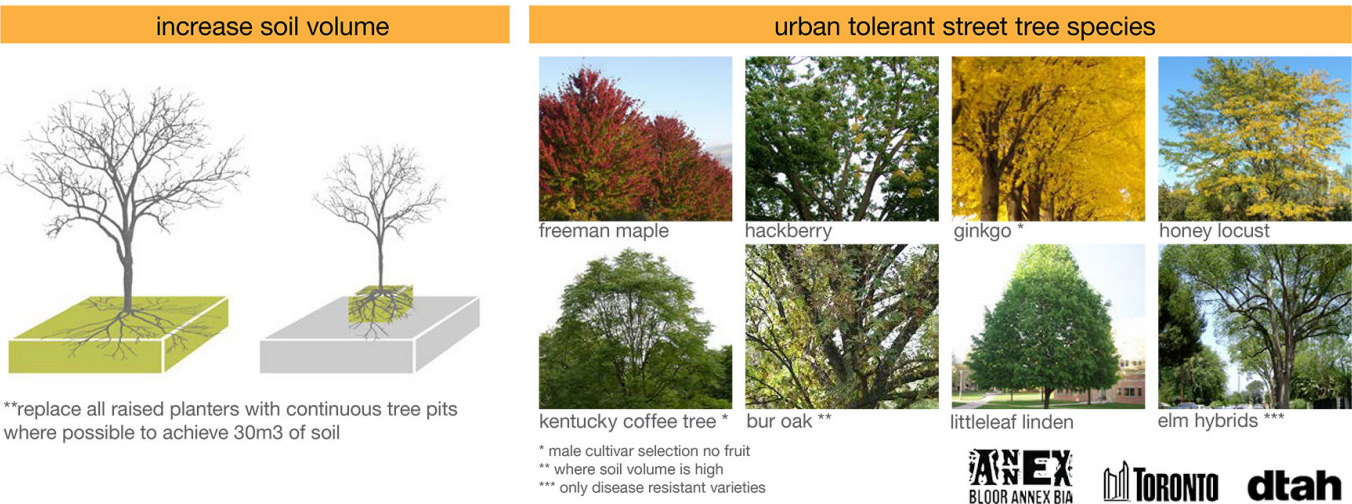 increase soil volume
**replace all raised planters with continuous tree pits
where possible to achieve 30m3 of soil
urban tolerant street tree species
freeman maple
hackberry
ginkgo *
honey locust
kentucky coffee tree *
bur oak **
littleleaf linden
elm hybrids ***
* male cultivar selection no fruit
** where soil volume is high
*** only disease resistant varieties
ANNEX
BLOOR ANNEX BIA
TORONTO
dtah